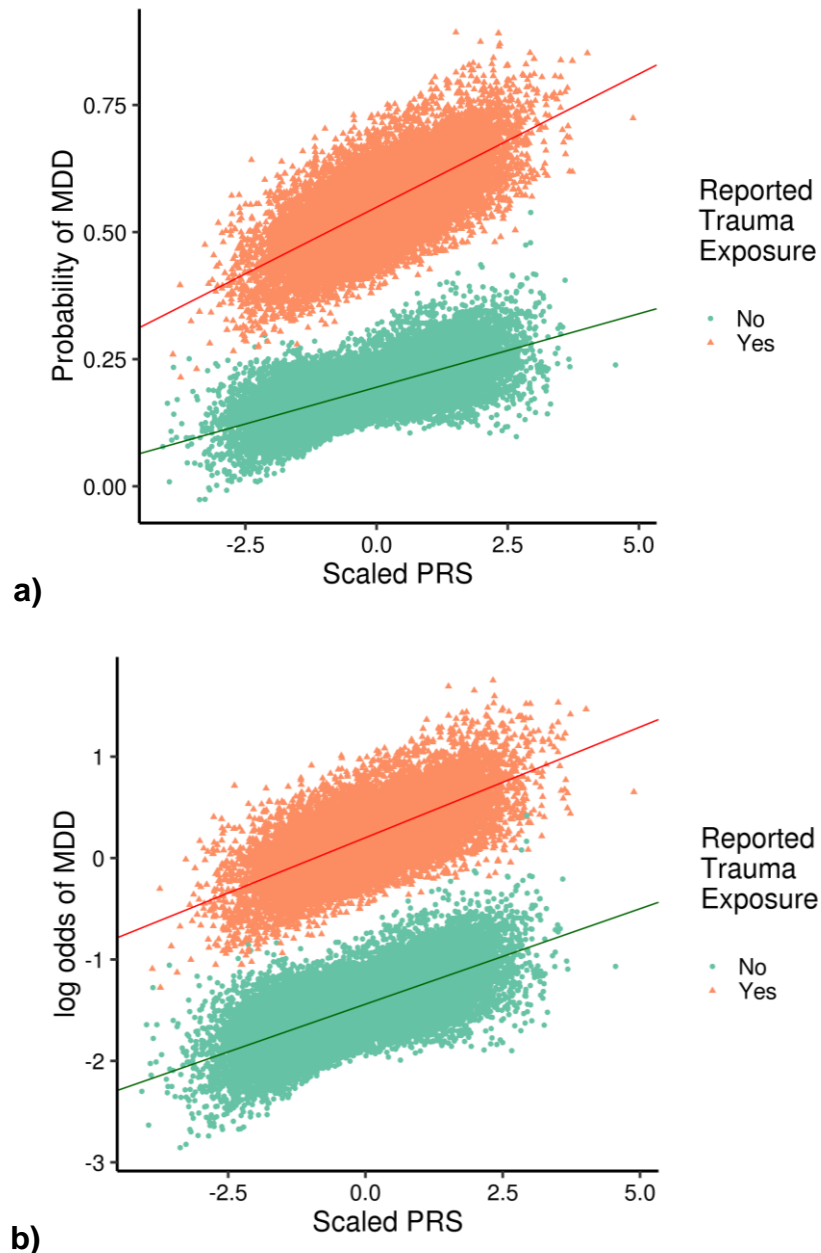 0.75
0.50
0.25
0.00
Probability of MDD
-2.5
0.0
2.5
5.0
Scaled PRS
Reported
Trauma
Exposure
No
Yes
a)
1
0
-1
-2
-3
log odds of MDD
-2.5
0.0
2.5
5.0
Scaled PRS
Reported
Trauma
Exposure
No
Yes
b)